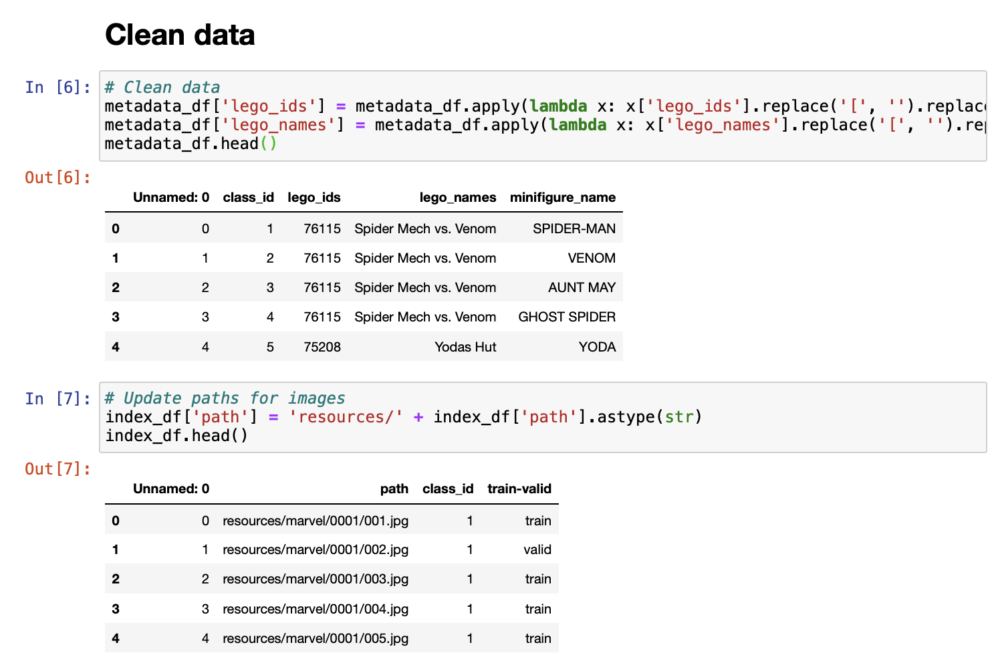 Clean data
In [6]:
# Clean data
metadata_df['lego_ids'] = metadata_df.apply(lambda x: x['lego_ids'].replace('[', '').replac
metadata_df['lego_names'] = metadata_df.apply(lambda x: x['lego_names'].replace('[', '').rep
metadata_df.head()
Out[6]:
Unnamed: 0 class_id lego_ids lego_names minifigure_name
0 0 1 76115 Spider Mech vs. Venom SPIDER-MAN
1 1 2 76115 Spider Mech vs. Venom VENOM
2 2 3 76115 Spider Mech vs. Venom AUNT MAY
3 3 4 76115 Spider Mech vs. Venom GHOST SPIDER
4 4 5 75208 Yodas Hut YODA
In [7]:
# Update paths for images
index_df['path'] = 'resources/' + index_df['path'].astype(str)
index_df.head()
Out[7]:
Unnamed: 0 path class_id train-valid
0 0 resources/marvel/0001/001.jpg 1 train
1 1 resources/marvel/0001/002.jpg 1 valid
2 2 resources/marvel/0001/003.jpg 1 train
3 3 resources/marvel/0001/004.jpg 1 train
4 4 resources/marvel/0001/005.jpg 1 train